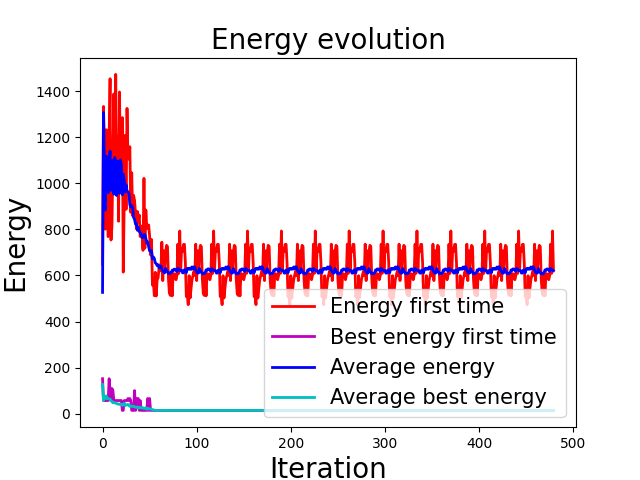 Energy evolution
Energy
1400
1200
1000
800
600
400
200
0
Energy first time
Best energy first time
Average energy
Average best energy
0 100 200 300 400 500
Iteration